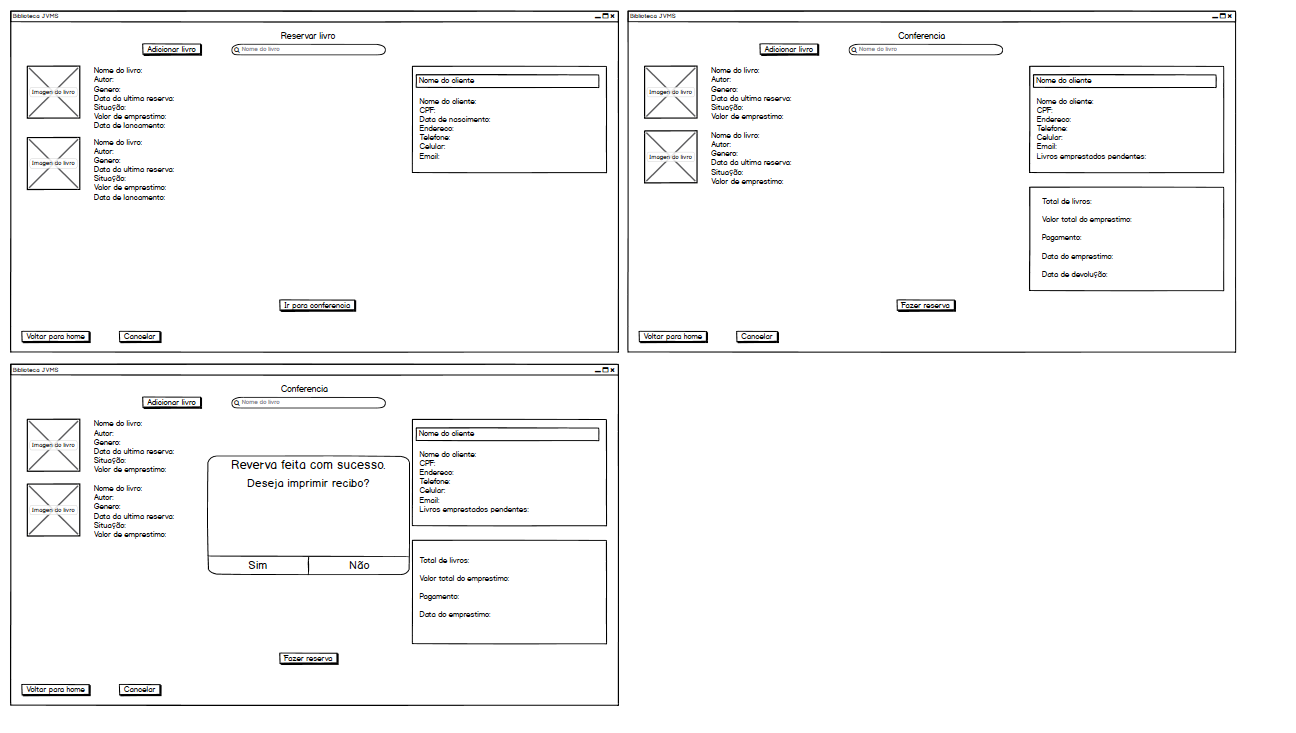 Biblioteca JVMS
Reservar livro
Adicionar livro
Nome do livro
Imagen do livro
Nome do livro:
Autor:
Genero:
Data da ultima reserva:
Situação:
Valor de emprestimo:
Data de lancamento:
Imagen do livro
Nome do livro:
Autor:
Genero:
Data da ultima reserva:
Situação:
Valor de emprestimo:
Data de lancamento:
Nome do cliente
Nome do cliente:
CPF:
Data de nascimento:
Endereco:
Telefone:
Celular:
Email:
Ir para conferencia
Voltar para home
Cancelar
Biblioteca JVMS
Conferencia
Adicionar livro
Nome do livro
Imagen do livro
Nome do livro:
Autor:
Genero:
Data da ultima reserva:
Situação:
Valor de emprestimo:
Imagen do livro
Nome do livro:
Autor:
Genero:
Data da ultima reserva:
Situação:
Valor de emprestimo:
Nome do cliente
Nome do cliente:
CPF:
Endereco:
Telefone:
Celular:
Email:
Livros emprestados pendentes:
Total de livros:
Valor total do emprestimo:
Pagamento:
Data do emprestimo:
Data de devolução:
Fazer reserva
Voltar para home
Cancelar
Biblioteca JVMS
Conferencia
Adicionar livro
Nome do livro
Imagen do livro
Nome do livro:
Autor:
Genero:
Data da ultima reserva:
Situação:
Valor de emprestimo:
Imagen do livro
Nome do livro:
Autor:
Genero:
Data da ultima reserva:
Situação:
Valor de emprestimo:
Reverva feita com sucesso.
Deseja imprimir recibo?
Sim
Não
Nome do cliente
Nome do cliente:
CPF:
Endereco:
Telefone:
Celular:
Email:
Livros emprestados pendentes:
Total de livros:
Valor total do emprestimo:
Pagamento:
Data do emprestimo:
Fazer reserva
Voltar para home
Cancelar